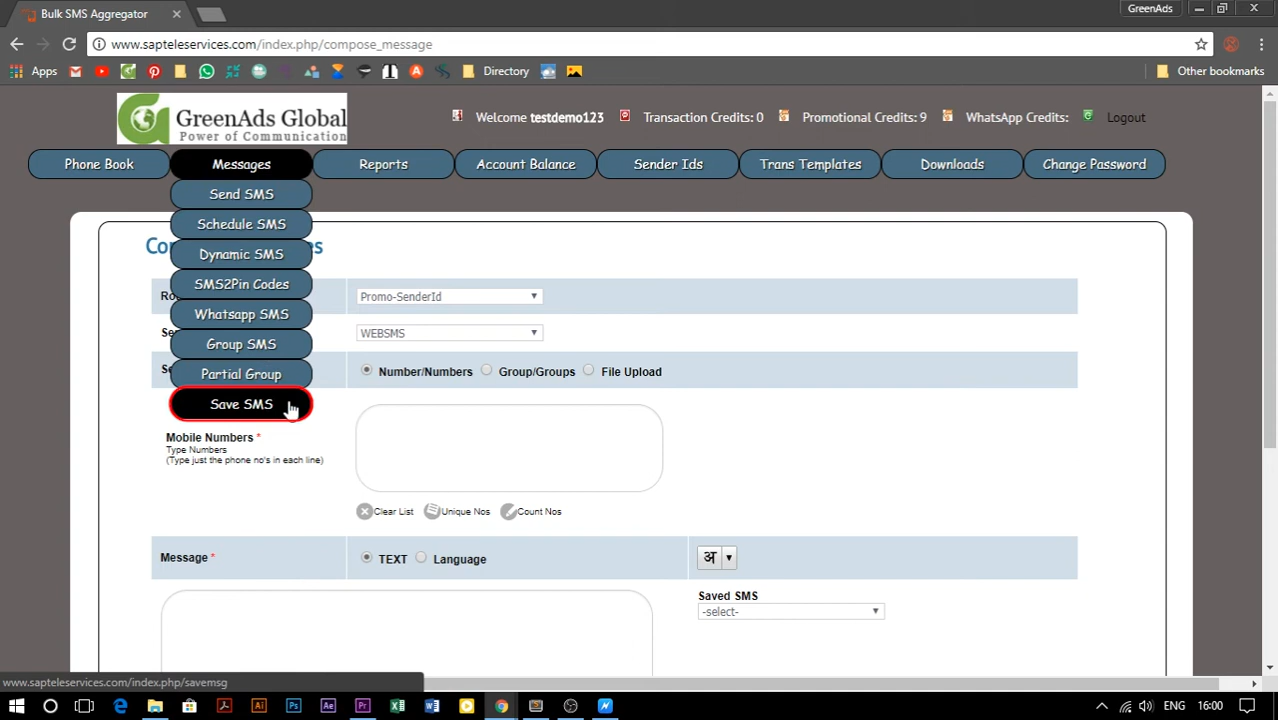 Bulk SMS Aggregator
GreenAds
www.sapteleservices.com/index.php/compose_message
Apps
Directory
Other bookmarks
GreenAds Global
Power of Communication
Welcome testdemo123
Transaction Credits: 0
Promotional Credits: 9
WhatsApp Credits:
Logout
Phone Book
Messages
Reports
Account Balance
Sender Ids
Trans Templates
Downloads
Change Password
Send SMS
Schedule SMS
Dynamic SMS
SMS2Pin Codes
Whatsapp SMS
Group SMS
Partial Group
Save SMS
Promo-SenderId
WEBSMS
Number/Numbers
Group/Groups
File Upload
Mobile Numbers *
Type Numbers
(Type just the phone no's in each line)
Clear List
Unique Nos
Count Nos
Message *
TEXT
Language
अ
Saved SMS
-select-
www.sapteleservices.com/index.php/savemsg
ENG
16:00